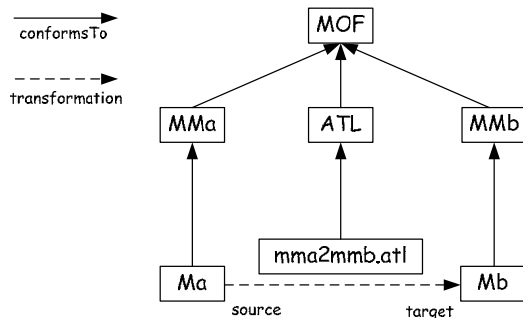 conformsTo
transformation
MOF
MMa
ATL
MMb
mma2mmb.atl
Ma
Mb
source
target